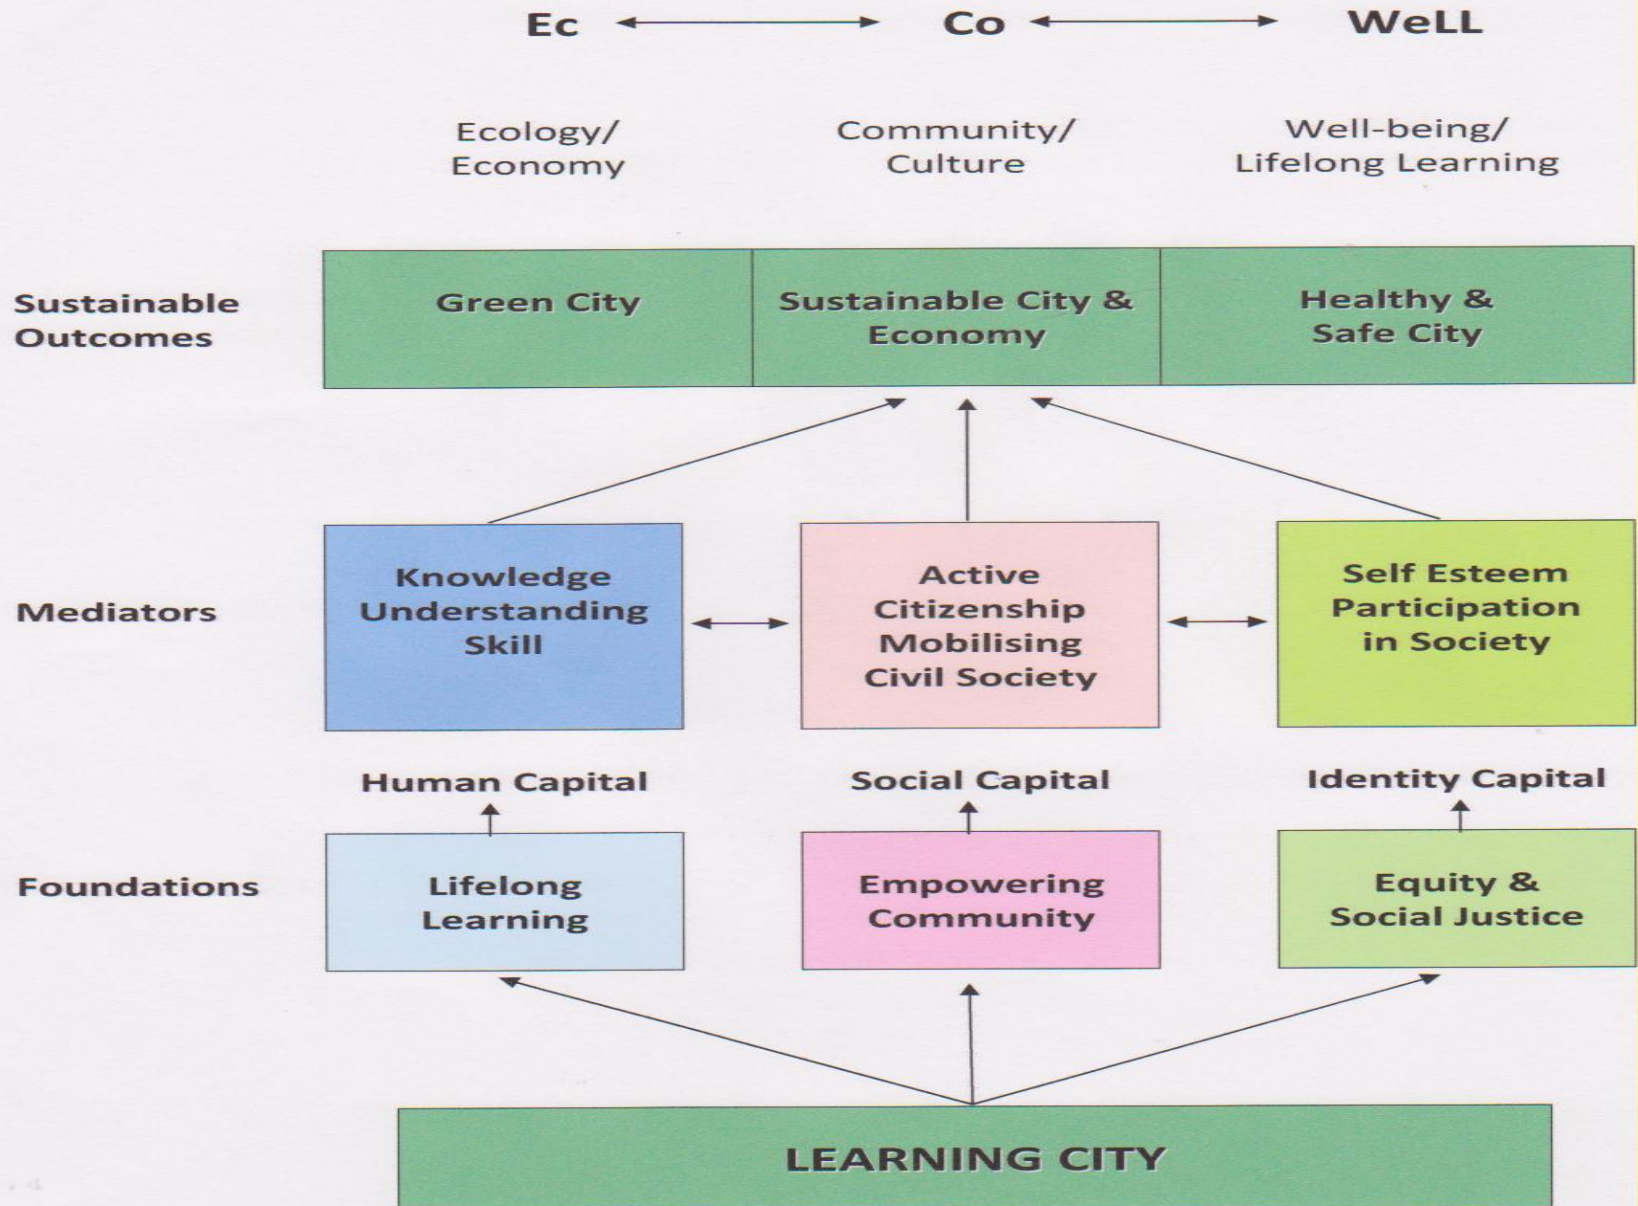 Ec Co WeLL
Ecology/
Economy
Community/
Culture
Well-being/
Lifelong Learning
Sustainable
Outcomes
Green City
Sustainable City &
Economy
Healthy &
Safe City
Mediators
Knowledge
Understanding
Skill
Active
Citizenship
Mobilising
Civil Society
Self Esteem
Participation
in Society
Human Capital
Social Capital
Identity Capital
Foundations
Lifelong
Learning
Empowering
Community
Equity &
Social Justice
LEARNING CITY